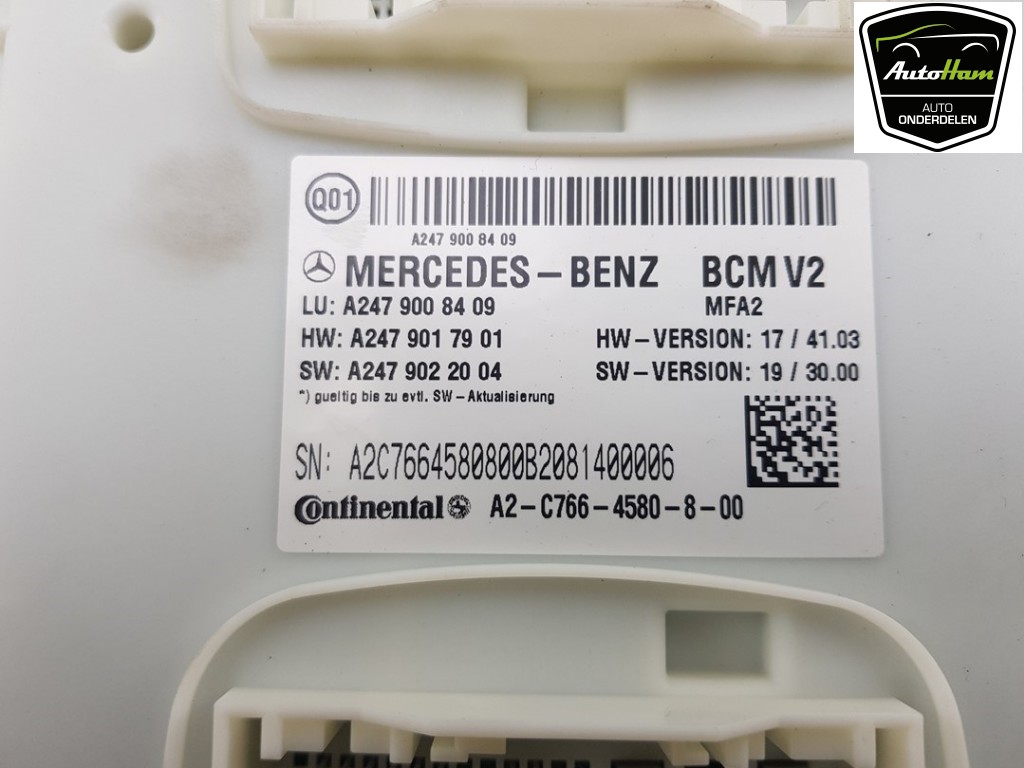 AutoHam
AUTO
ONDERDELEN
Q01
A247 900 8409
MERCEDES-BENZ BCM V2
LU: A247 900 84 09 MFA2
HW: A247 901 79 01 HW-VERSION: 17 / 41.03
SW: A247 902 20 04 SW-VERSION: 19 / 30.00
*) gueltig bis zu evtl. SW-Aktualisierung
SN: A2C7664580800B2081400006
Continental A2-C766-4580-8-00